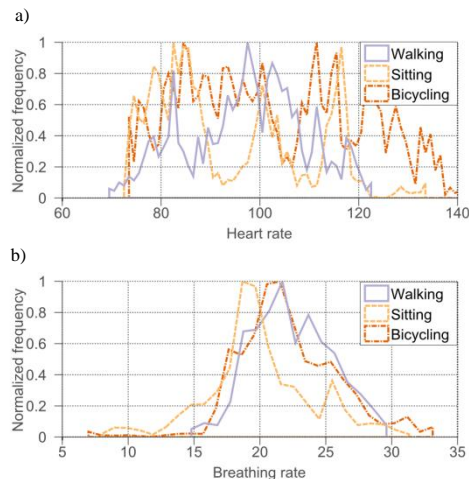 a)
Normalized frequency
1
0.8
0.6
0.4
0.2
0
Walking
Sitting
Bicycling
60 80 100 120 140
Heart rate
b)
Normalized frequency
1
0.8
0.6
0.4
0.2
0
Walking
Sitting
Bicycling
5 10 15 20 25 30 35
Breathing rate